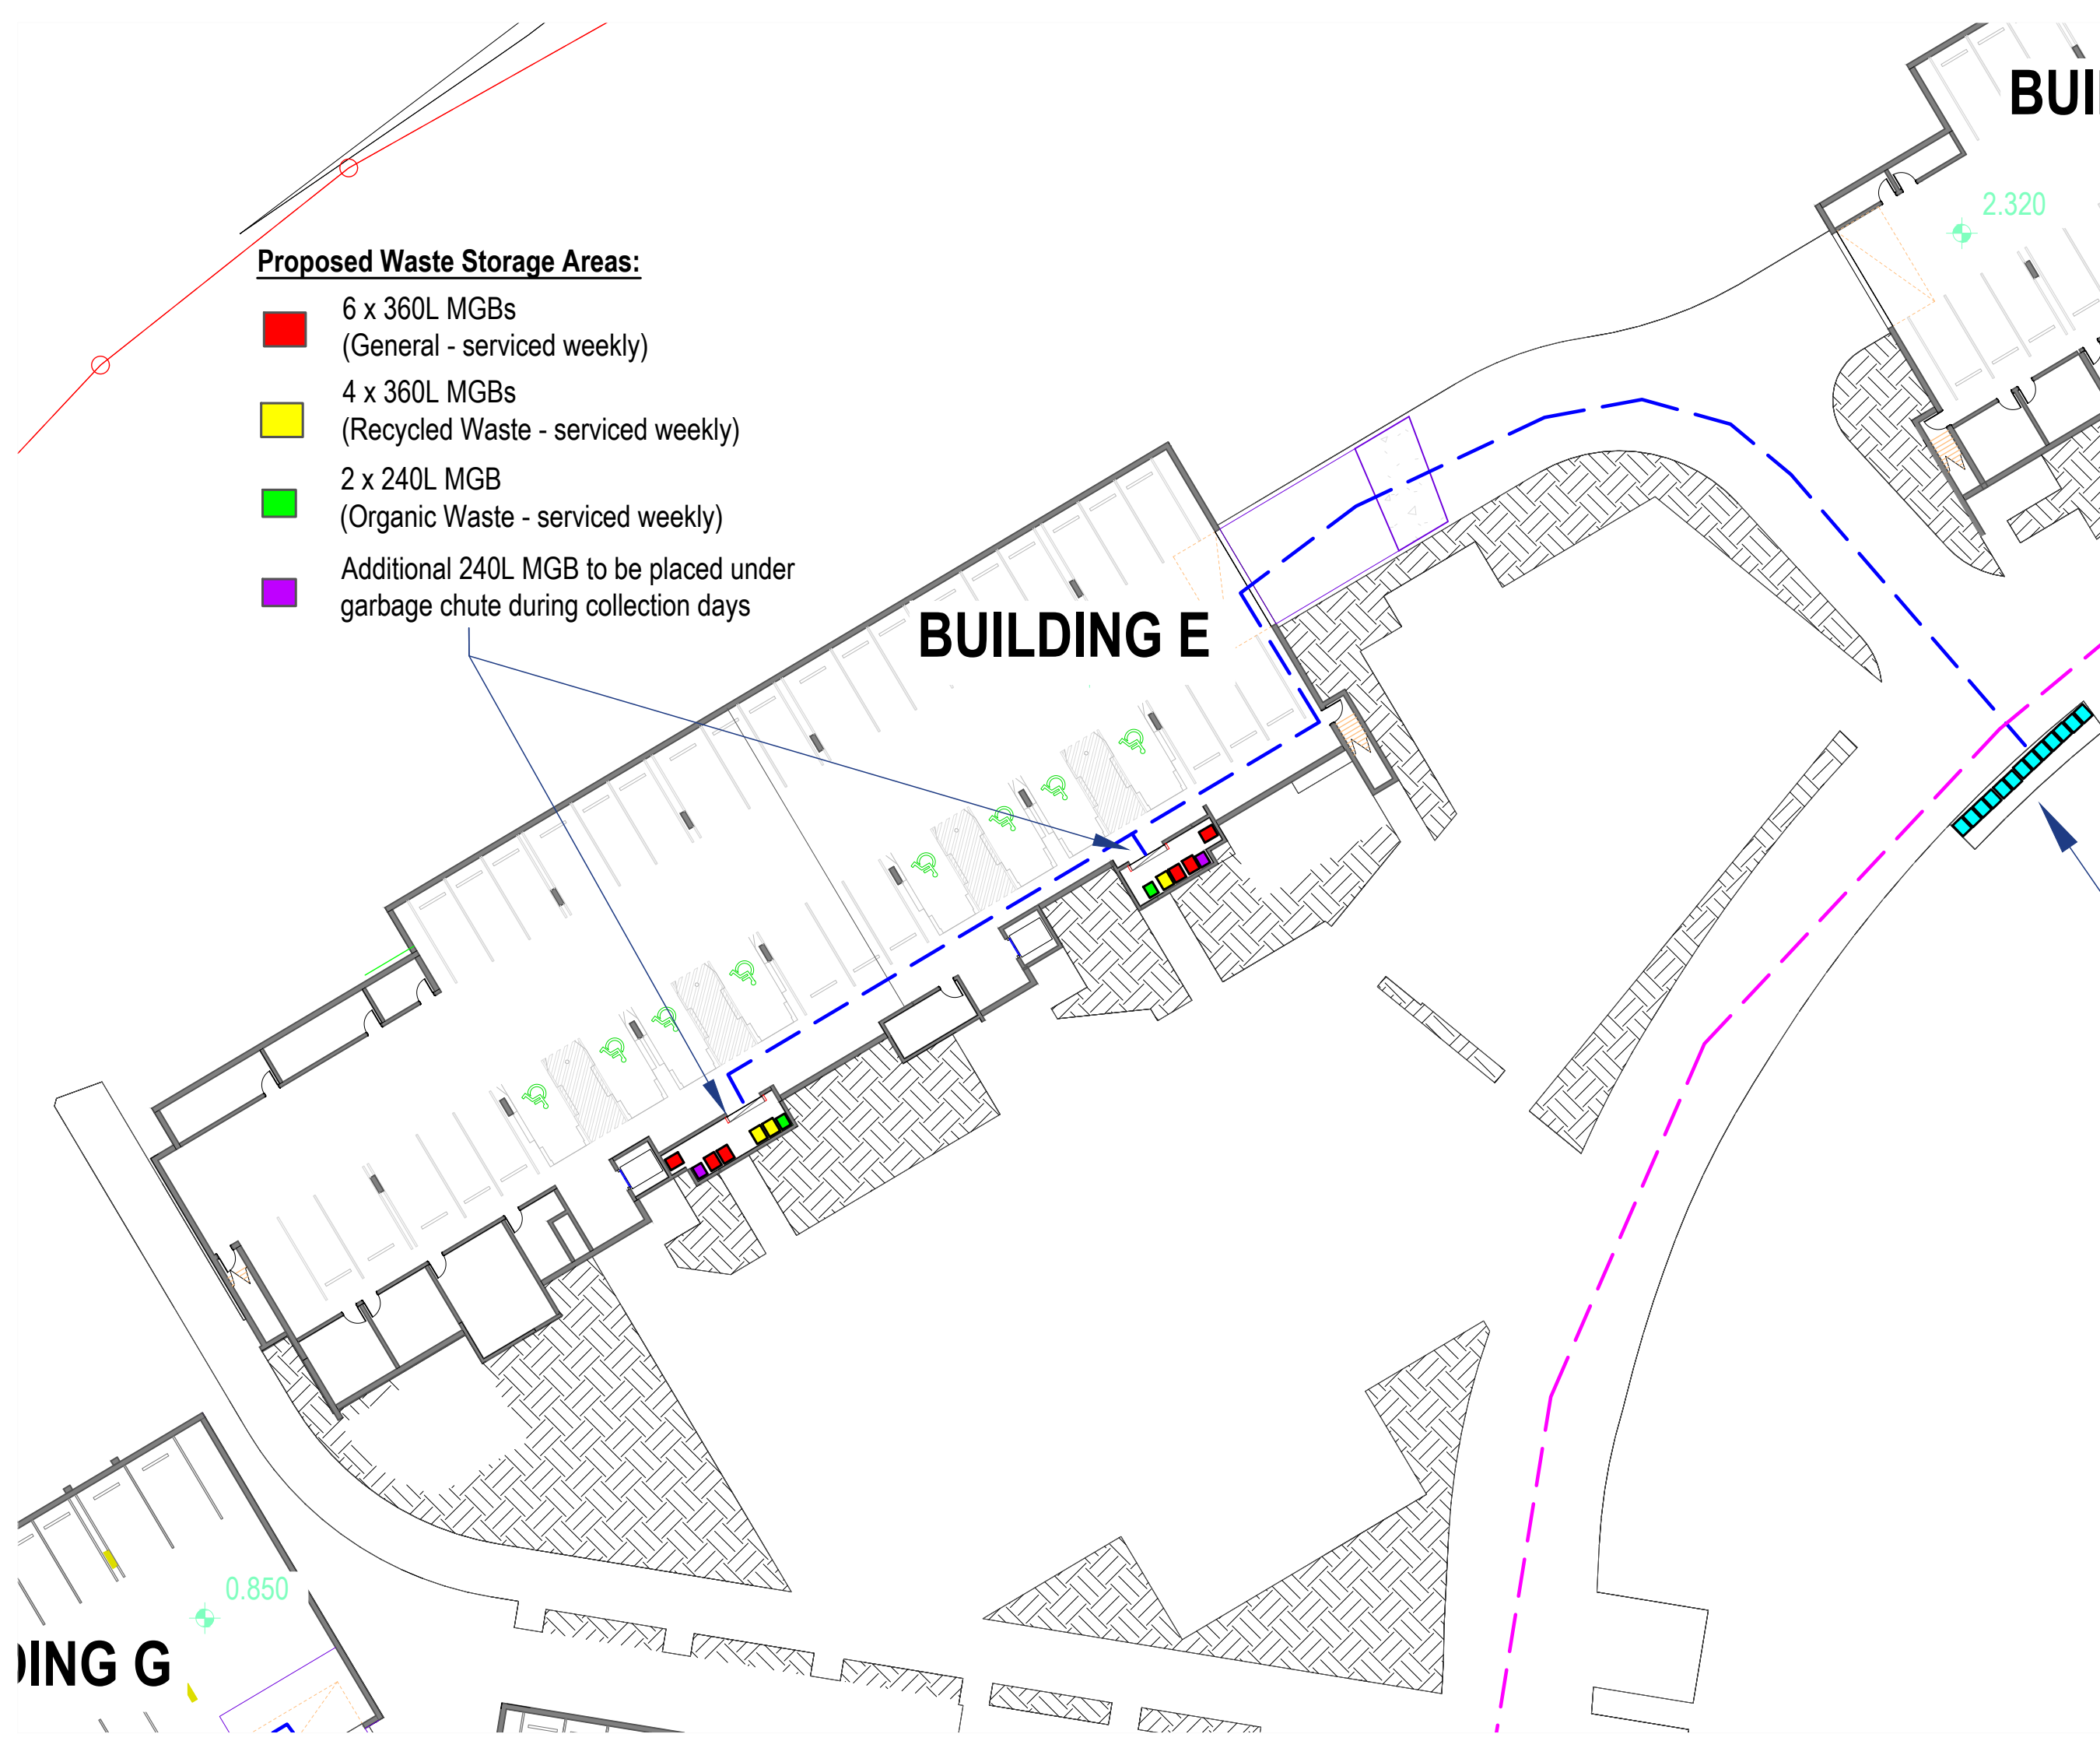 BUI
2.320
Proposed Waste Storage Areas:
6 x 360L MGBs
(General - serviced weekly)
4 x 360L MGBs
(Recycled Waste - serviced weekly)
2 x 240L MGB
(Organic Waste - serviced weekly)
Additional 240L MGB to be placed under
garbage chute during collection days
BUILDING E
0.850
DING G